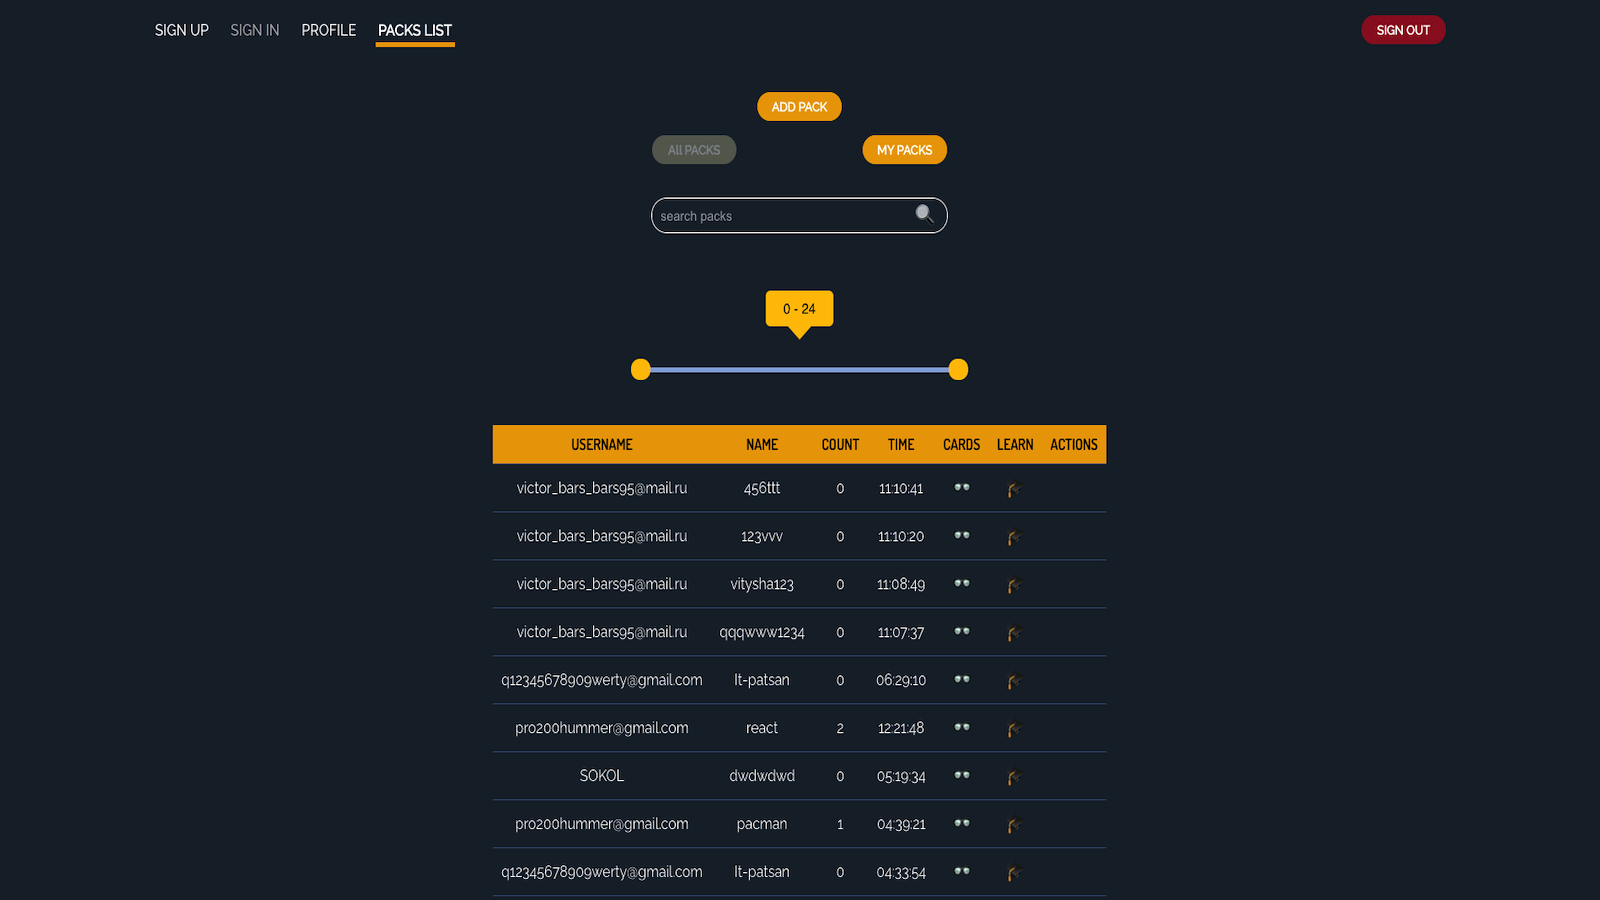 SIGN UP SIGN IN PROFILE PACKS LIST SIGN OUT
ADD PACK
All PACKS MY PACKS
search packs
0 - 24
USERNAME NAME COUNT TIME CARDS LEARN ACTIONS
victor_bars_bars95@mail.ru 456ttt 0 11:10:41
victor_bars_bars95@mail.ru 123vvv 0 11:10:20
victor_bars_bars95@mail.ru vitysha123 0 11:08:49
victor_bars_bars95@mail.ru qqqwww1234 0 11:07:37
q12345678909werty@gmail.com It-patsan 0 06:29:10
pro200hummer@gmail.com react 2 12:21:48
SOKOL dwdwdwd 0 05:19:34
pro200hummer@gmail.com pacman 1 04:39:21
q12345678909werty@gmail.com It-patsan 0 04:33:54